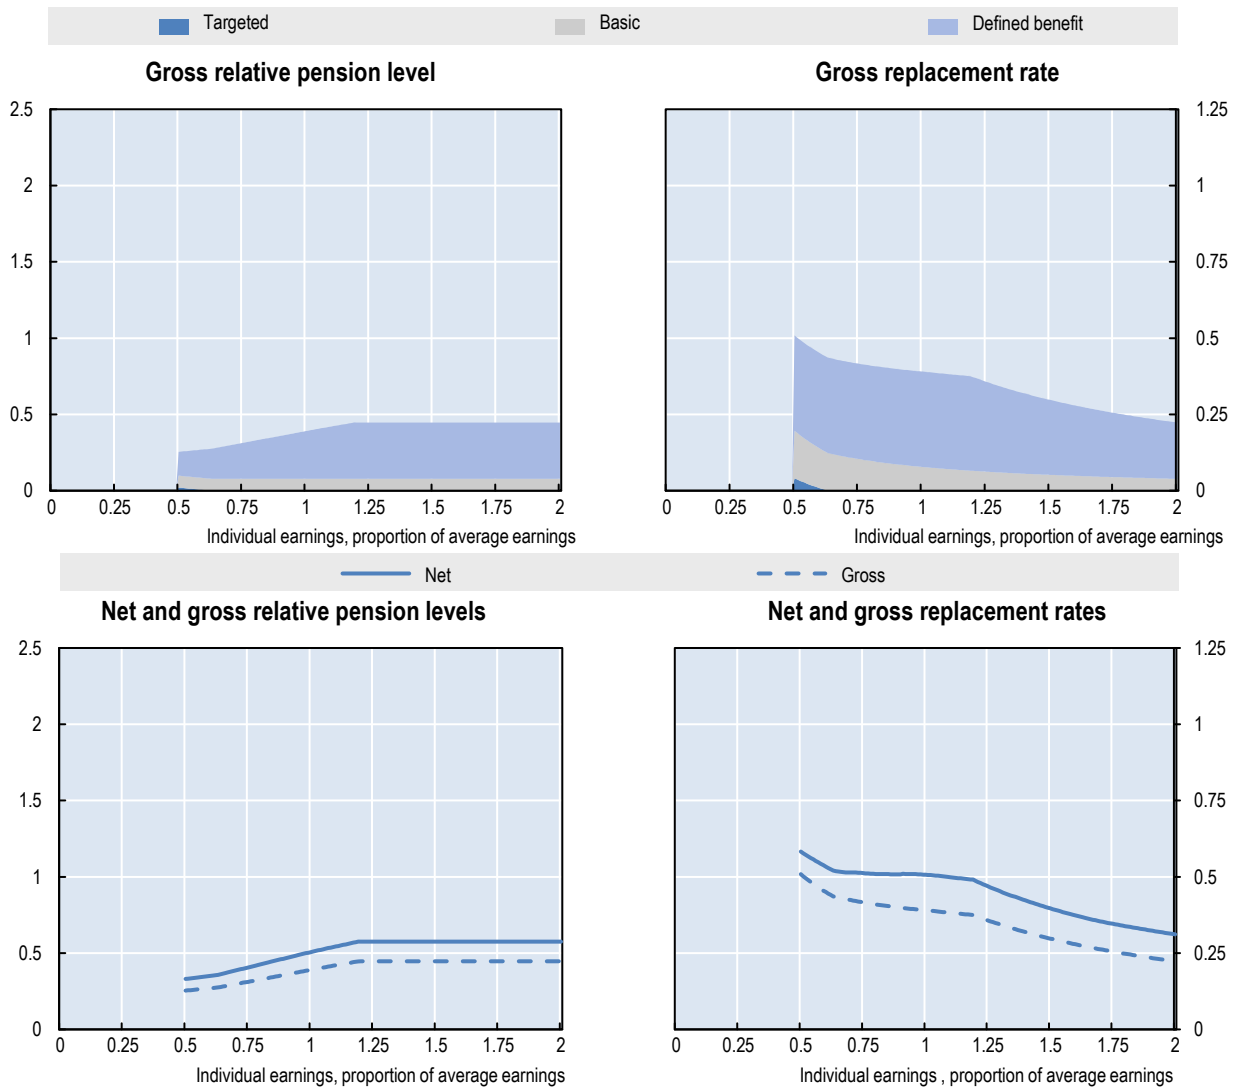 Targeted Basic Defined benefit
Gross relative pension level
2.5
2
1.5
1
0.5
0
0 0.25 0.5 0.75 1 1.25 1.5 1.75 2
Individual earnings, proportion of average earnings
Gross replacement rate
1.25
1
0.75
0.5
0.25
0
0 0.25 0.5 0.75 1 1.25 1.5 1.75 2
Individual earnings, proportion of average earnings
Net Gross
Net and gross relative pension levels
2.5
2
1.5
1
0.5
0
0 0.25 0.5 0.75 1 1.25 1.5 1.75 2
Individual earnings, proportion of average earnings
Net and gross replacement rates
1.25
1
0.75
0.5
0.25
0
0 0.25 0.5 0.75 1 1.25 1.5 1.75 2
Individual earnings , proportion of average earnings